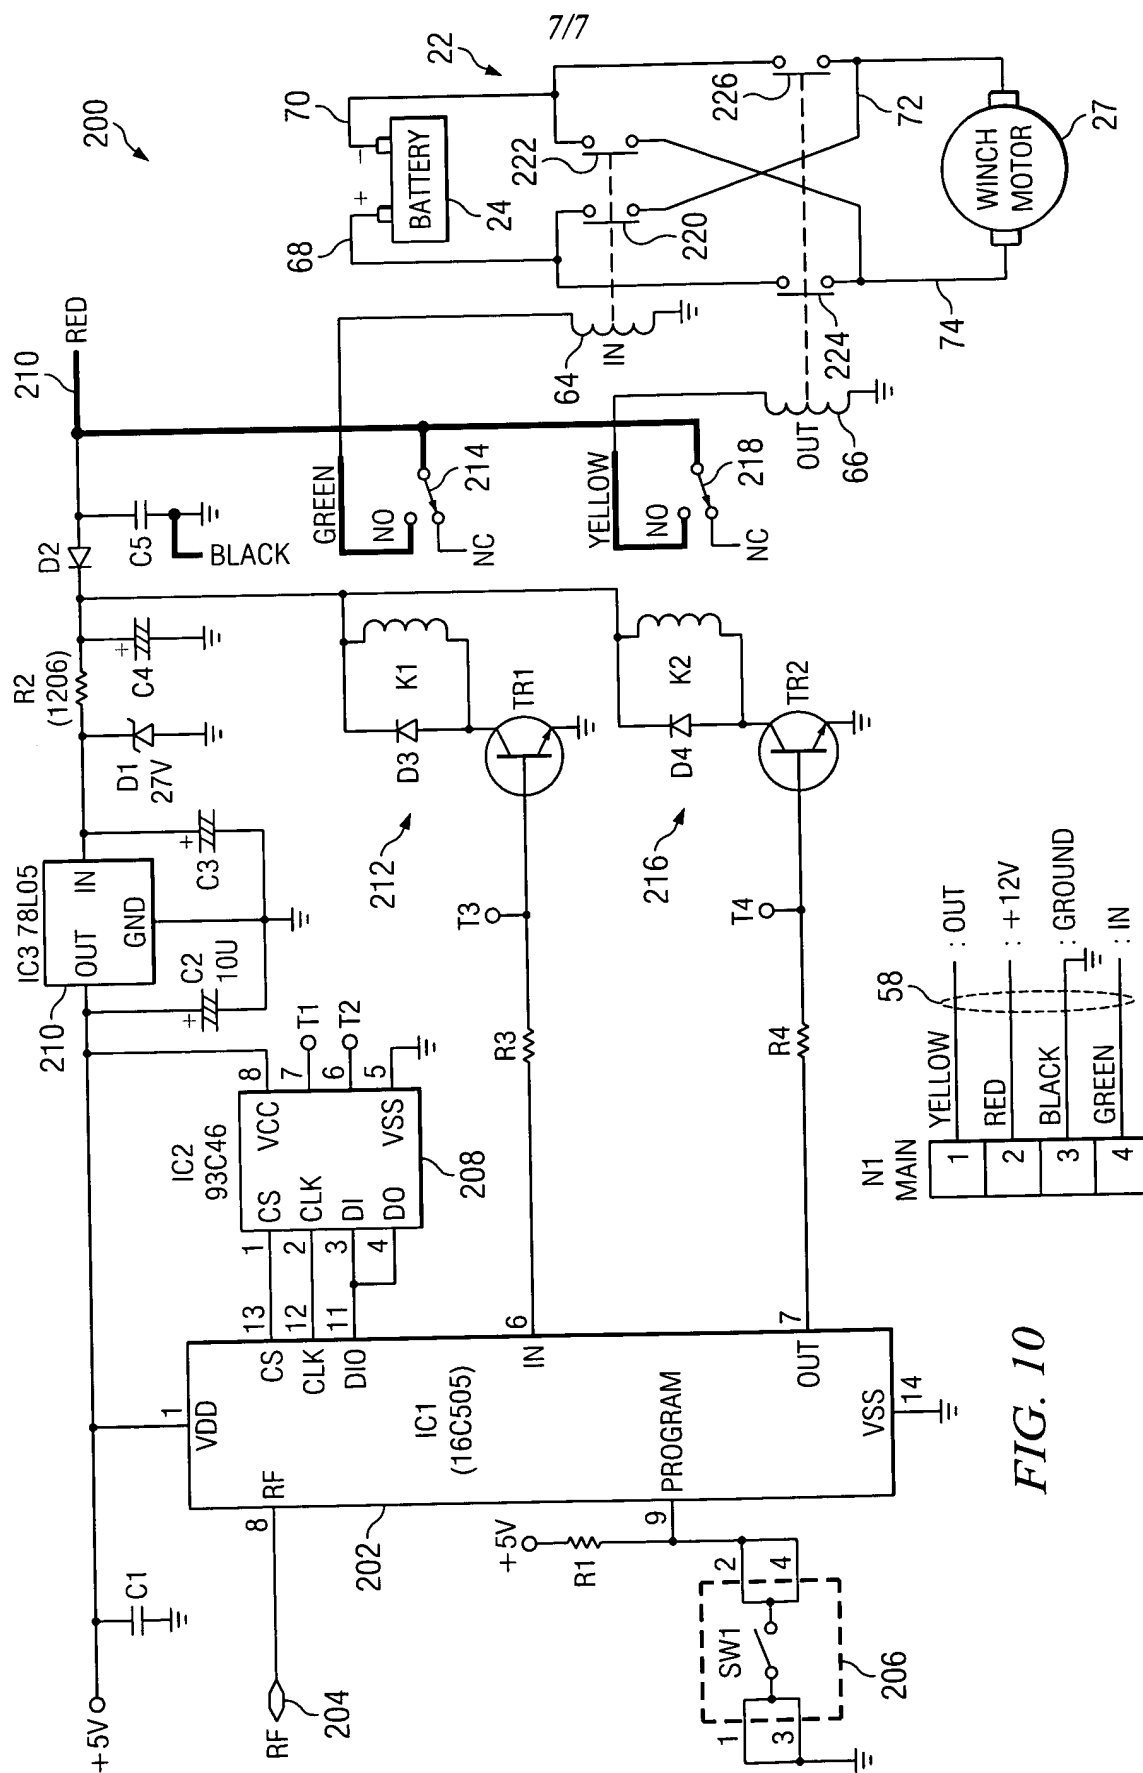 7/7
200
+5V
C1
RF
204
8
RF
1
VDD
202
IC1
(16C505)
CS
CLK
DIO
13
12
11
IN
6
OUT
7
VSS
14
PROGRAM
9
+5V
R1
2
4
SW1
1
3
206
IC2
93C46
1
2
3
4
CS
CLK
DI
DO
VCC
VSS
8
7
6
5
T1
T2
208
210
IC3 78L05
OUT
IN
GND
C2
10U
+
C3
+
D1
27V
R2
(1206)
C4
+
D2
C5
BLACK
210
RED
R3
T3
212
D3
K1
TR1
R4
T4
216
D4
K2
TR2
GREEN
NO
NC
214
YELLOW
NO
NC
218
64
IN
OUT
66
68
70
+
−
BATTERY
24
22
222
220
226
224
72
74
WINCH
MOTOR
27
N1
MAIN
1
2
3
4
YELLOW
RED
BLACK
GREEN
58
: OUT
: +12V
: GROUND
: IN
FIG. 10